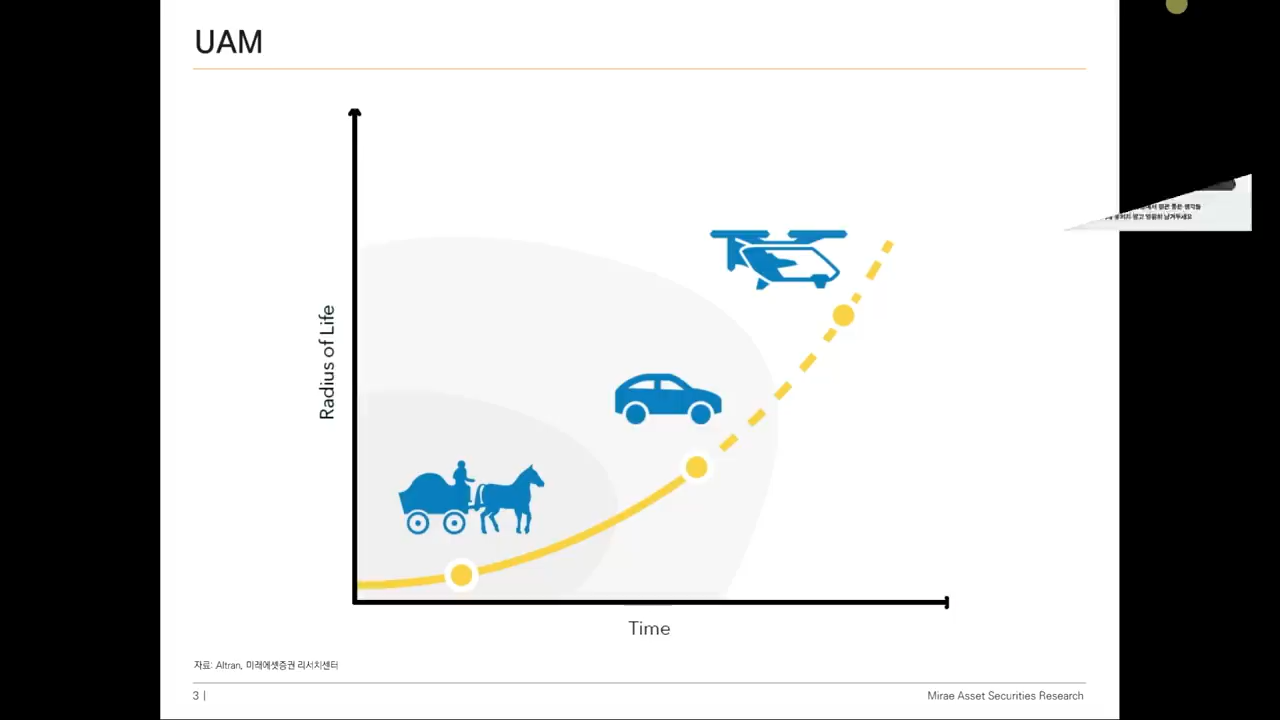 UAM
Radius of Life
Time
자료: Altran, 미래에셋증권 리서치센터
3 |
Mirae Asset Securities Research